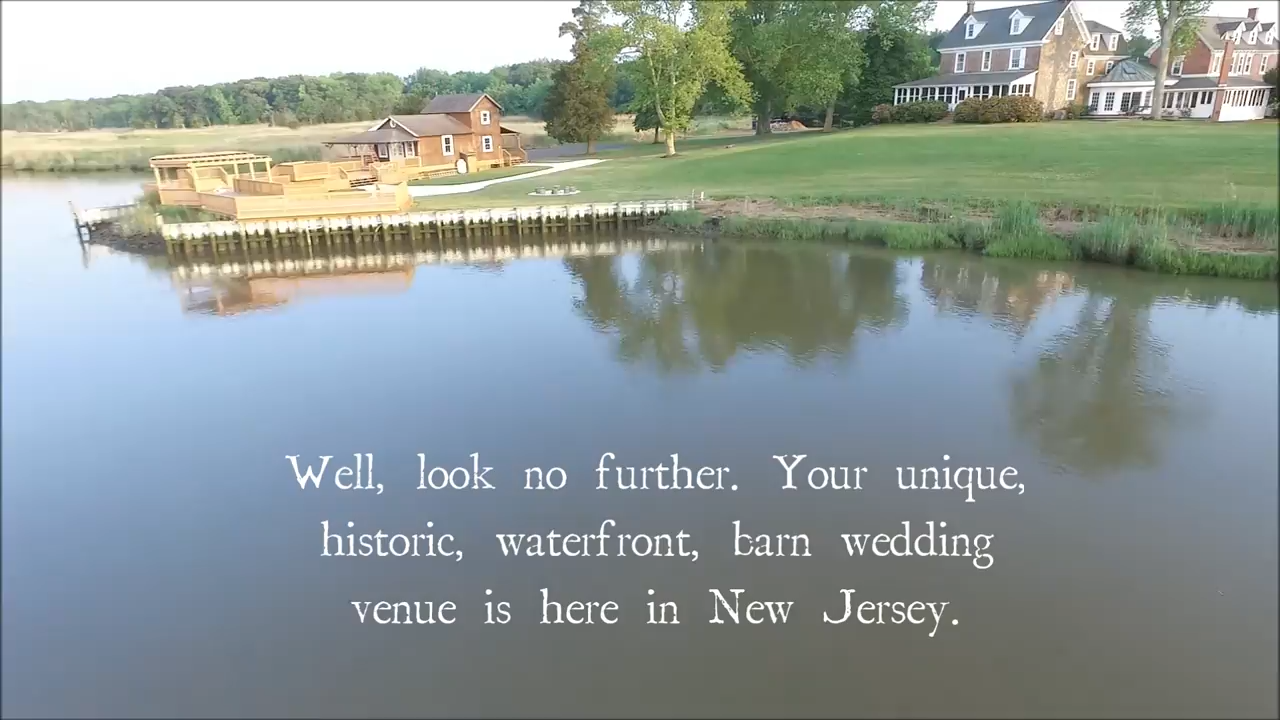 Well, look no further. Your unique,
historic, waterfront, barn wedding
venue is here in New Jersey.